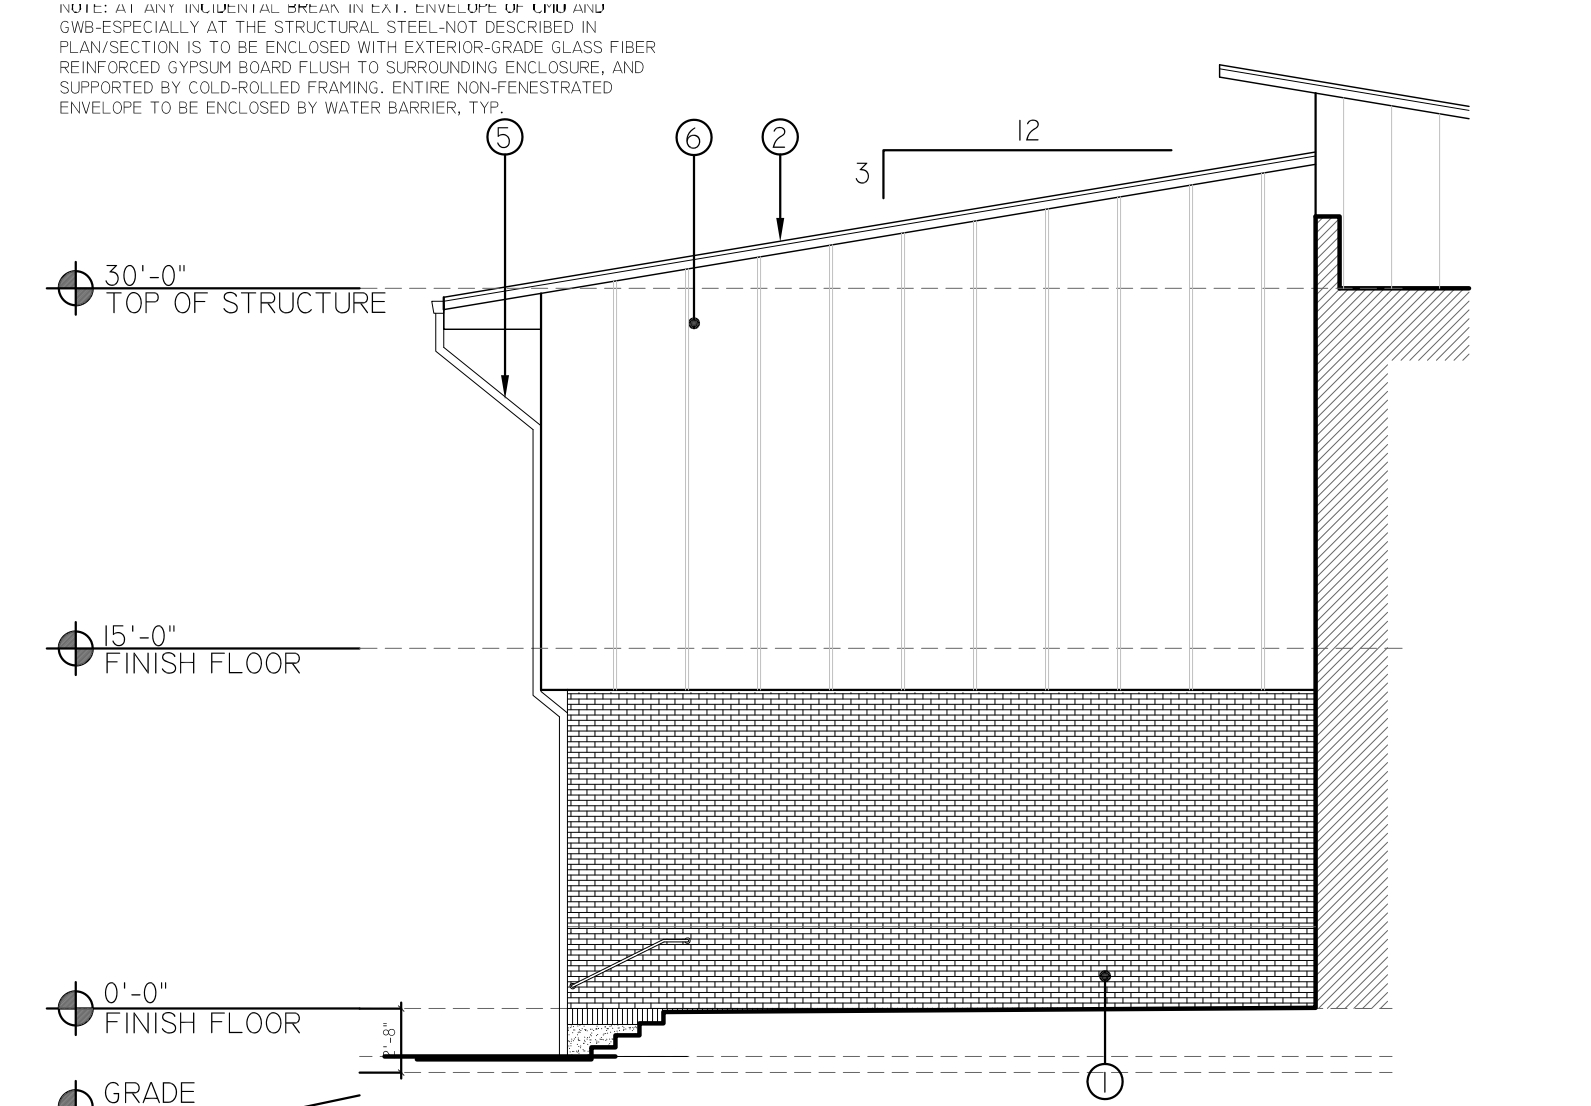 NOTE: AT ANY INCIDENTAL BREAK IN EXT. ENVELOPE OF CMU AND
GWB-ESPECIALLY AT THE STRUCTURAL STEEL-NOT DESCRIBED IN
PLAN/SECTION IS TO BE ENCLOSED WITH EXTERIOR-GRADE GLASS FIBER
REINFORCED GYPSUM BOARD FLUSH TO SURROUNDING ENCLOSURE, AND
SUPPORTED BY COLD-ROLLED FRAMING. ENTIRE NON-FENESTRATED
ENVELOPE TO BE ENCLOSED BY WATER BARRIER, TYP.
5
6
2
12
3
30'-0"
TOP OF STRUCTURE
15'-0"
FINISH FLOOR
0'-0"
FINISH FLOOR
2'-8"
GRADE
1